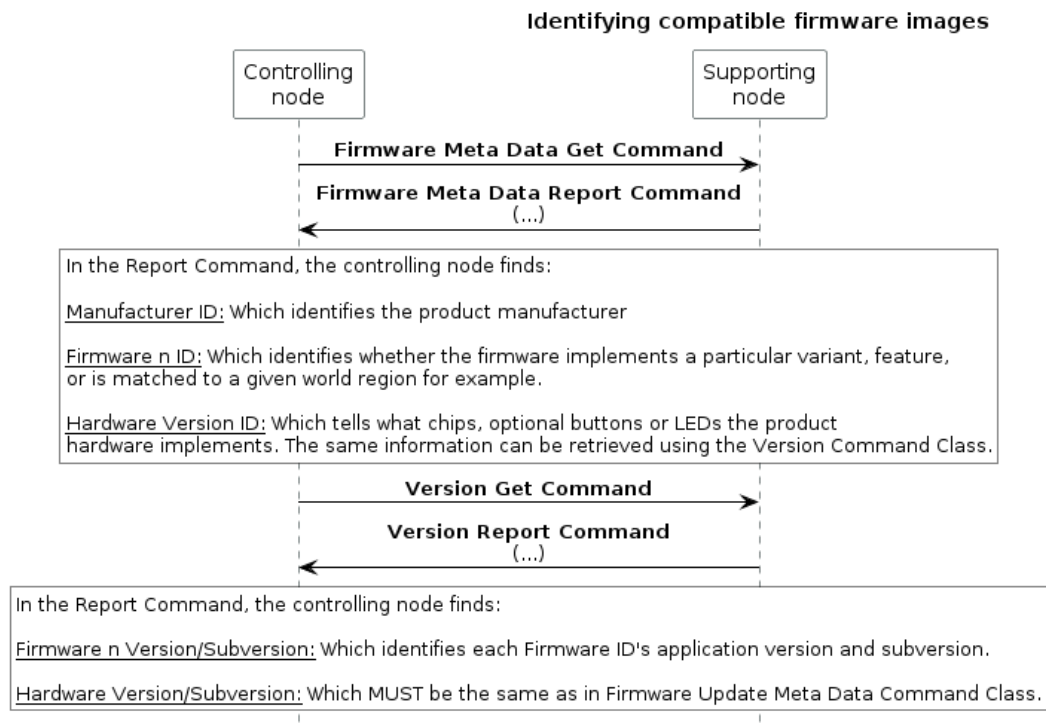 Identifying compatible firmware images
Controlling
node
Supporting
node
Firmware Meta Data Get Command
Firmware Meta Data Report Command
(...)
In the Report Command, the controlling node finds:
Manufacturer ID: Which identifies the product manufacturer
Firmware n ID: Which identifies whether the firmware implements a particular variant, feature,
or is matched to a given world region for example.
Hardware Version ID: Which tells what chips, optional buttons or LEDs the product
hardware implements. The same information can be retrieved using the Version Command Class.
Version Get Command
Version Report Command
(...)
In the Report Command, the controlling node finds:
Firmware n Version/Subversion: Which identifies each Firmware ID's application version and subversion.
Hardware Version/Subversion: Which MUST be the same as in Firmware Update Meta Data Command Class.